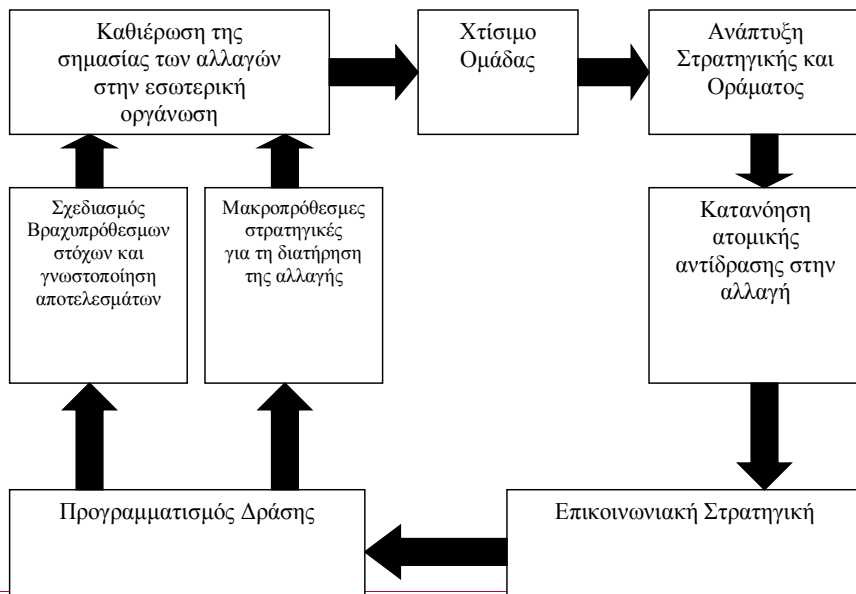 Καθιέρωση της
σημασίας των αλλαγών
στην εσωτερική
οργάνωση
Χτίσιμο
Ομάδας
Ανάπτυξη
Στρατηγικής και
Οράματος
Σχεδιασμός
Βραχυπρόθεσμων
στόχων και
γνωστοποίηση
αποτελεσμάτων
Μακροπρόθεσμες
στρατηγικές
για τη διατήρηση
της αλλαγής
Κατανόηση
ατομικής
αντίδρασης στην
αλλαγή
Προγραμματισμός Δράσης
Επικοινωνιακή Στρατηγική